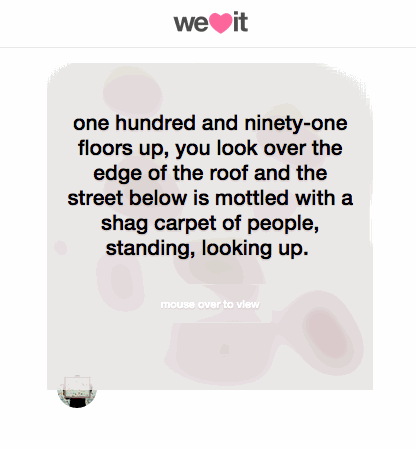 we it
one hundred and ninety-one
floors up, you look over the
edge of the roof and the
street below is mottled with a
shag carpet of people,
standing, looking up.
mouse over to view